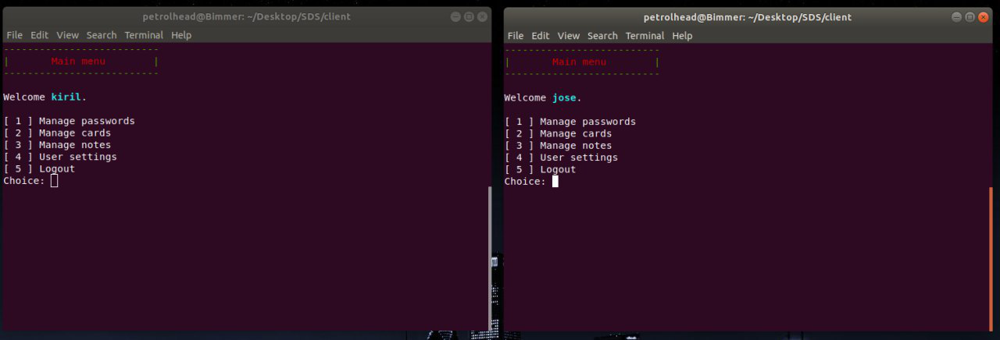 petrolhead@Bimmer: ~/Desktop/SDS/client
File Edit View Search Terminal Help
--------------------------
| Main menu |
--------------------------
Welcome kiril.
[ 1 ] Manage passwords
[ 2 ] Manage cards
[ 3 ] Manage notes
[ 4 ] User settings
[ 5 ] Logout
Choice:
petrolhead@Bimmer: ~/Desktop/SDS/client
File Edit View Search Terminal Help
--------------------------
| Main menu |
--------------------------
Welcome jose.
[ 1 ] Manage passwords
[ 2 ] Manage cards
[ 3 ] Manage notes
[ 4 ] User settings
[ 5 ] Logout
Choice: